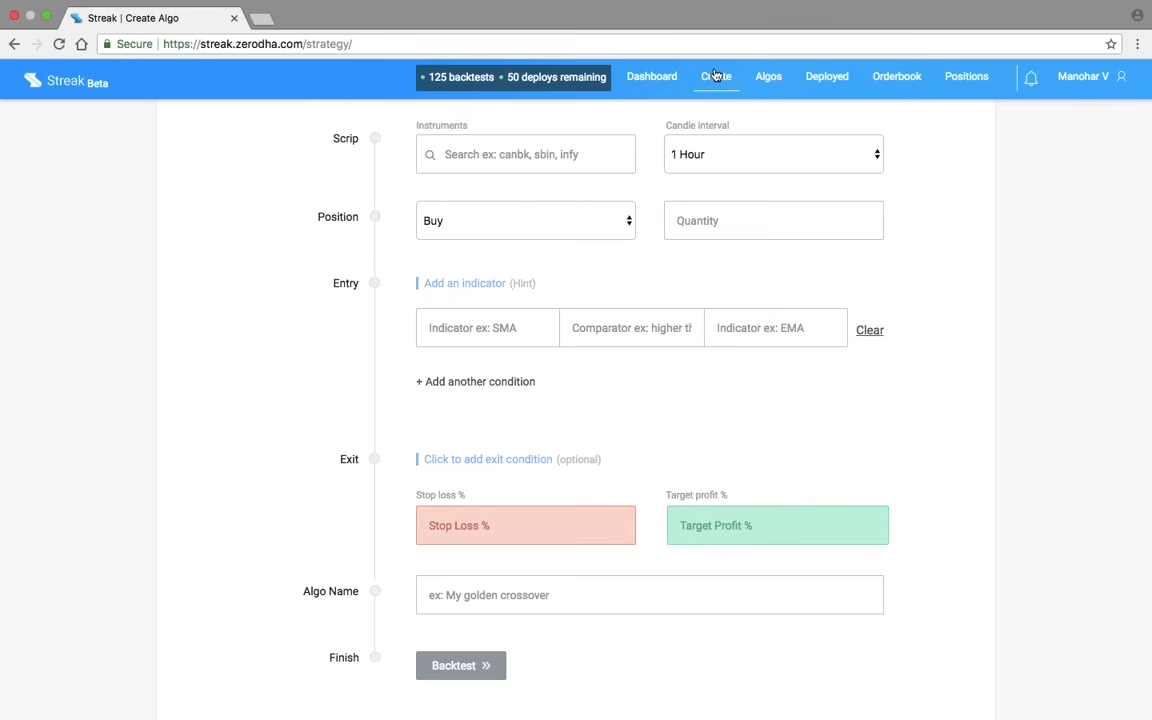 Streak | Create Algo
Secure | https://streak.zerodha.com/strategy/
Streak Beta
• 125 backtests • 50 deploys remaining
Dashboard
Create
Algos
Deployed
Orderbook
Positions
Manohar V
Instruments
Candle interval
Scrip
Search ex: canbk, sbin, infy
1 Hour
Position
Buy
Quantity
Entry
Add an indicator (Hint)
Indicator ex: SMA
Comparator ex: higher th
Indicator ex: EMA
Clear
+ Add another condition
Exit
Click to add exit condition (optional)
Stop loss %
Target profit %
Stop Loss %
Target Profit %
Algo Name
ex: My golden crossover
Finish
Backtest »